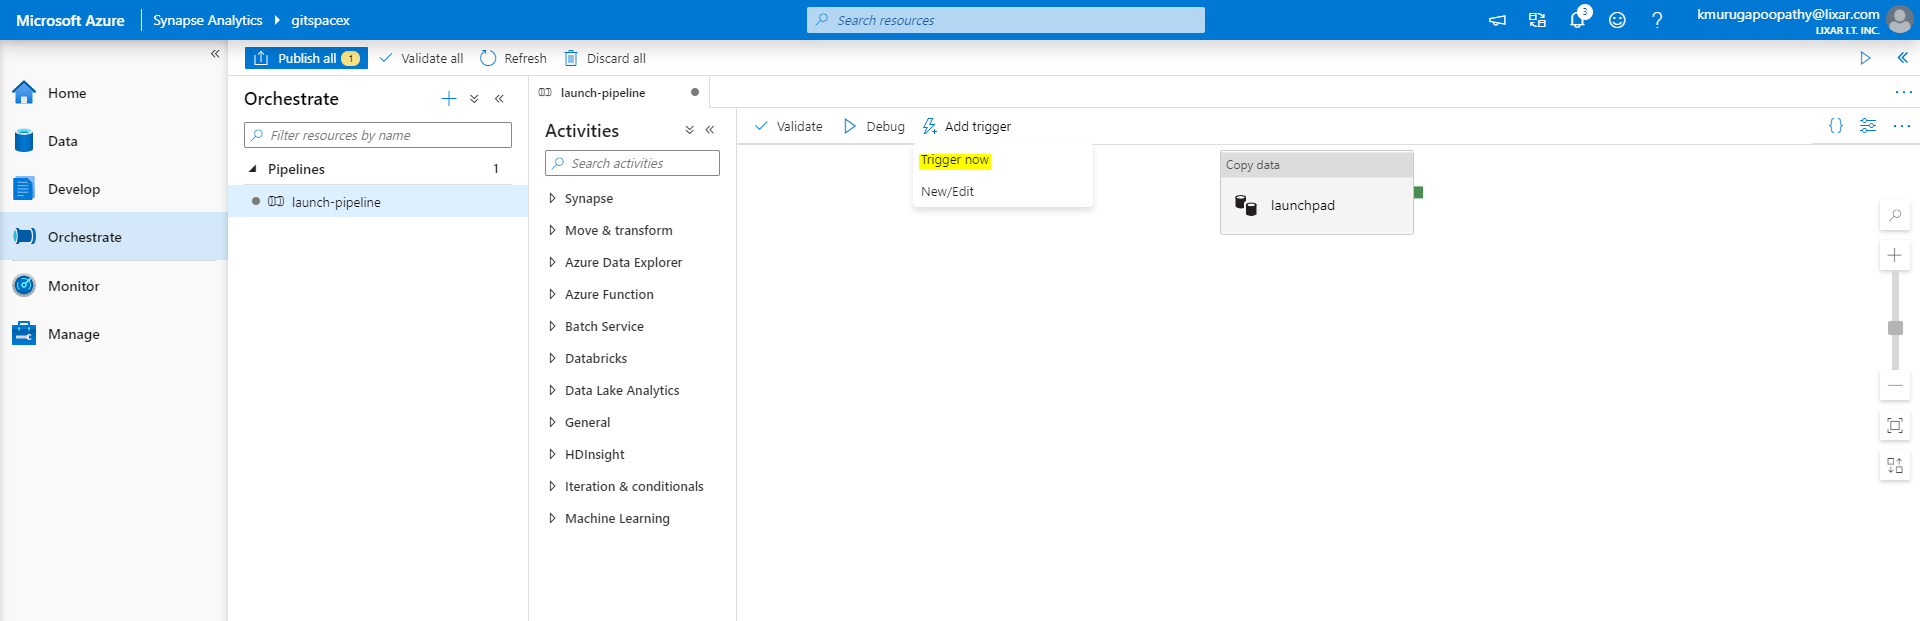 Microsoft Azure
Synapse Analytics
gitspacex
Search resources
3
kmurugapoopathy@lixar.com
LIXAR I.T. INC.
Home
Data
Develop
Orchestrate
Monitor
Manage
Publish all 1
Validate all
Refresh
Discard all
Orchestrate
Filter resources by name
Pipelines 1
launch-pipeline
launch-pipeline
Activities
Search activities
Synapse
Move & transform
Azure Data Explorer
Azure Function
Batch Service
Databricks
Data Lake Analytics
General
HDInsight
Iteration & conditionals
Machine Learning
Validate
Debug
Add trigger
{}
Trigger now
New/Edit
Copy data
launchpad